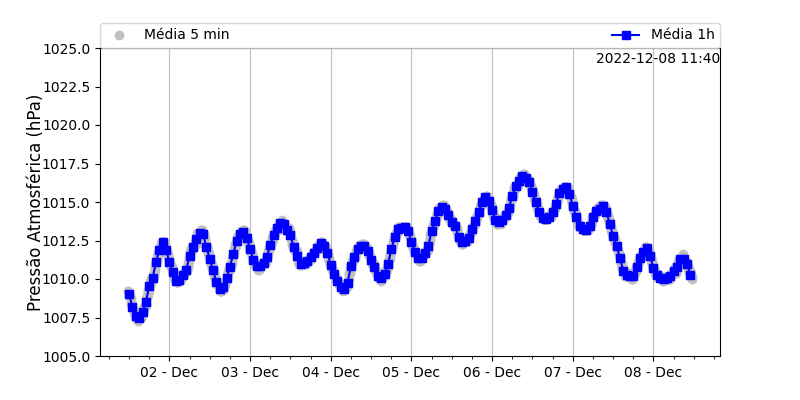 Média 5 min
Média 1h
2022-12-08 11:40
Pressão Atmosférica (hPa)
1025.0
1022.5
1020.0
1017.5
1015.0
1012.5
1010.0
1007.5
1005.0
02 - Dec
03 - Dec
04 - Dec
05 - Dec
06 - Dec
07 - Dec
08 - Dec